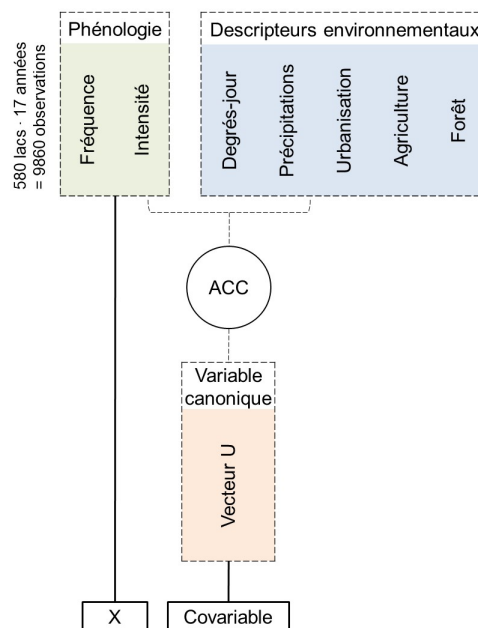 Phénologie
Descripteurs environnementaux
580 lacs · 17 années
= 9860 observations
Fréquence
Intensité
Degrés-jour
Précipitations
Urbanisation
Agriculture
Forêt
ACC
Variable
canonique
Vecteur U
X
Covariable